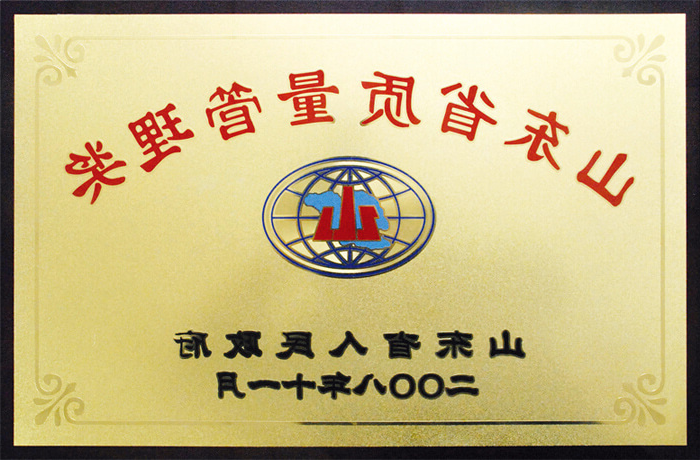 山东省质量管理奖
山东省人民政府
二〇〇八年十一月